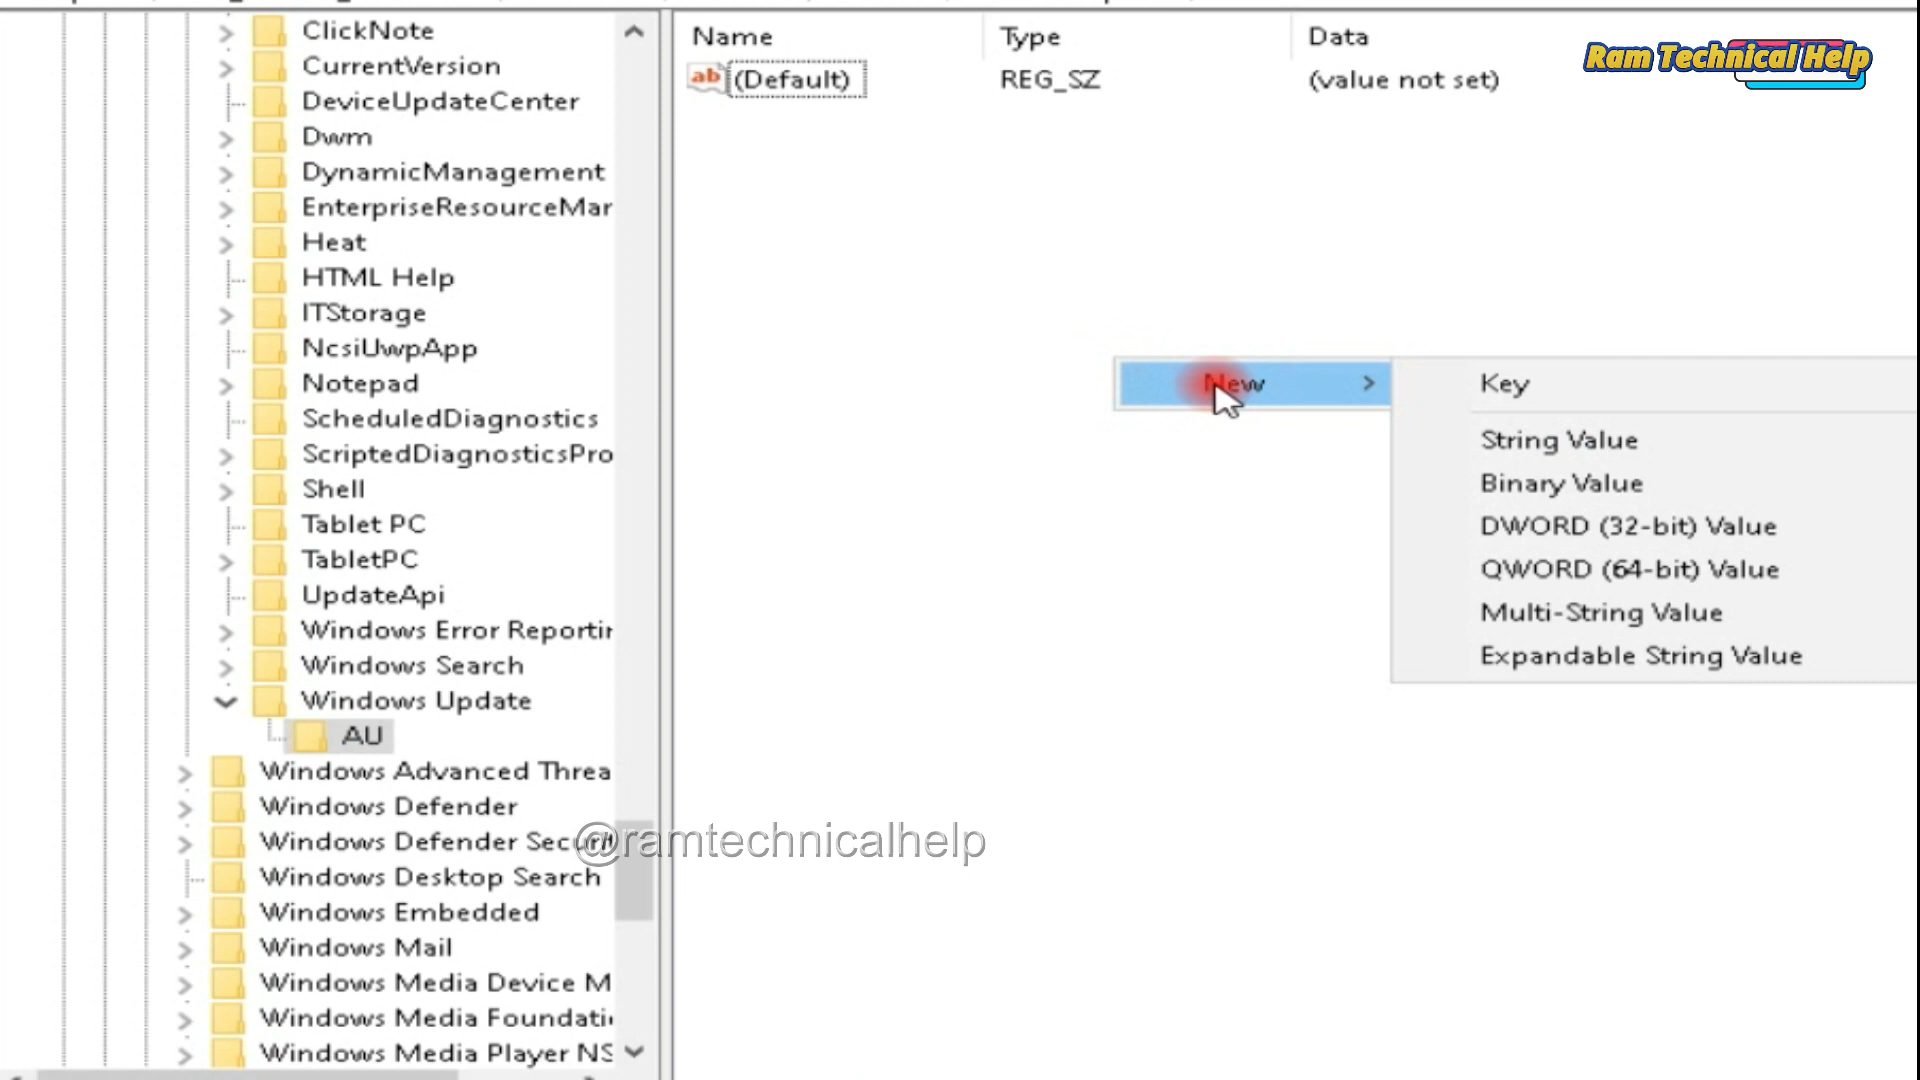 ClickNote
CurrentVersion
DeviceUpdateCenter
Dwm
DynamicManagement
EnterpriseResourceMar
Heat
HTML Help
ITStorage
NcsiUwpApp
Notepad
ScheduledDiagnostics
ScriptedDiagnosticsPro
Shell
Tablet PC
TabletPC
UpdateApi
Windows Error Reportin
Windows Search
Windows Update
AU
Windows Advanced Threa
Windows Defender
Windows Defender Securit
Windows Desktop Search
Windows Embedded
Windows Mail
Windows Media Device M
Windows Media Foundati
Windows Media Player NS
Name Type Data
ab (Default) REG_SZ (value not set)
Ram Technical Help
New
Key
String Value
Binary Value
DWORD (32-bit) Value
QWORD (64-bit) Value
Multi-String Value
Expandable String Value
@ramtechnicalhelp